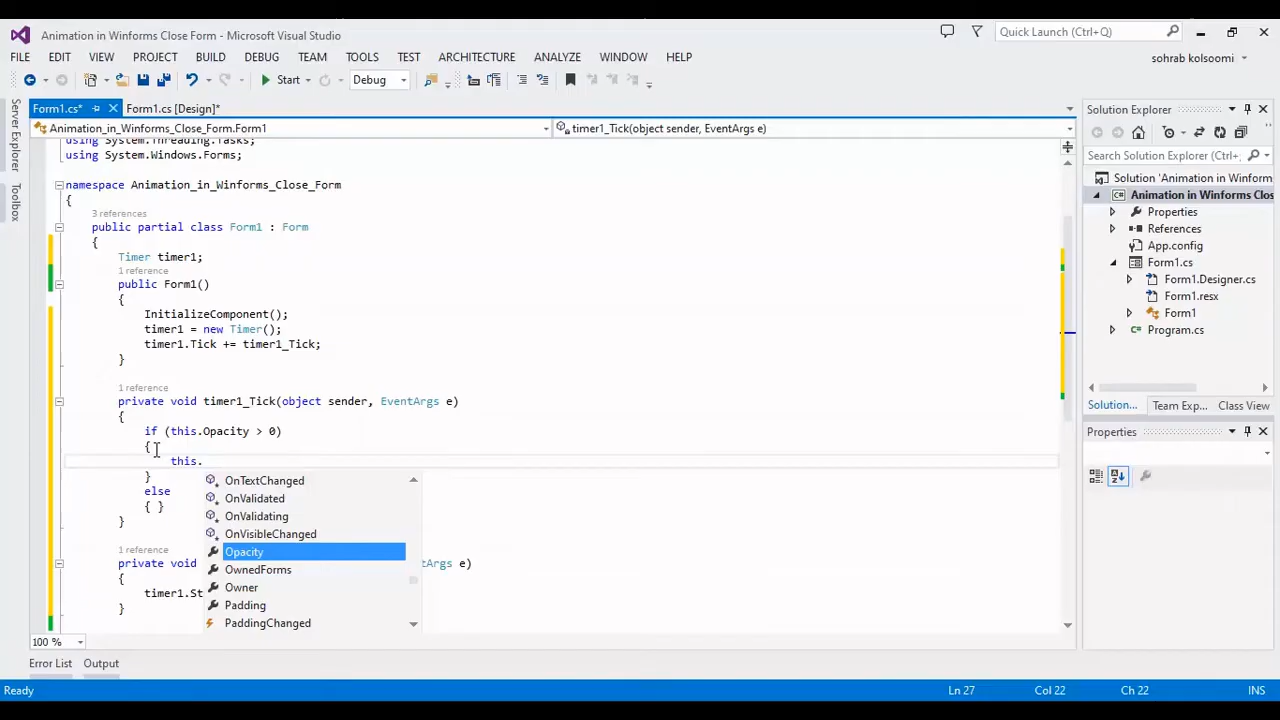 Animation in Winforms Close Form - Microsoft Visual Studio
Quick Launch (Ctrl+Q)
FILE EDIT VIEW PROJECT BUILD DEBUG TEAM TOOLS TEST ARCHITECTURE ANALYZE WINDOW HELP
sohrab kolsoomi
Start Debug
Server Explorer
Toolbox
Form1.cs* Form1.cs [Design]*
Animation_in_Winforms_Close_Form.Form1 timer1_Tick(object sender, EventArgs e)
using System.Threading.Tasks;
using System.Windows.Forms;
namespace Animation_in_Winforms_Close_Form
{
3 references
public partial class Form1 : Form
{
Timer timer1;
1 reference
public Form1()
{
InitializeComponent();
timer1 = new Timer();
timer1.Tick += timer1_Tick;
}
1 reference
private void timer1_Tick(object sender, EventArgs e)
{
if (this.Opacity > 0)
{
this.
}
else
{ }
}
1 reference
private void tArgs e)
{
timer1.St
}
OnTextChanged
OnValidated
OnValidating
OnVisibleChanged
Opacity
OwnedForms
Owner
Padding
PaddingChanged
100 %
Error List Output
Solution Explorer
Search Solution Explorer (Ctrl+;
Solution 'Animation in Winform
Animation in Winforms Clos
Properties
References
App.config
Form1.cs
Form1.Designer.cs
Form1.resx
Form1
Program.cs
Solution... Team Exp... Class View
Properties
Ready Ln 27 Col 22 Ch 22 INS